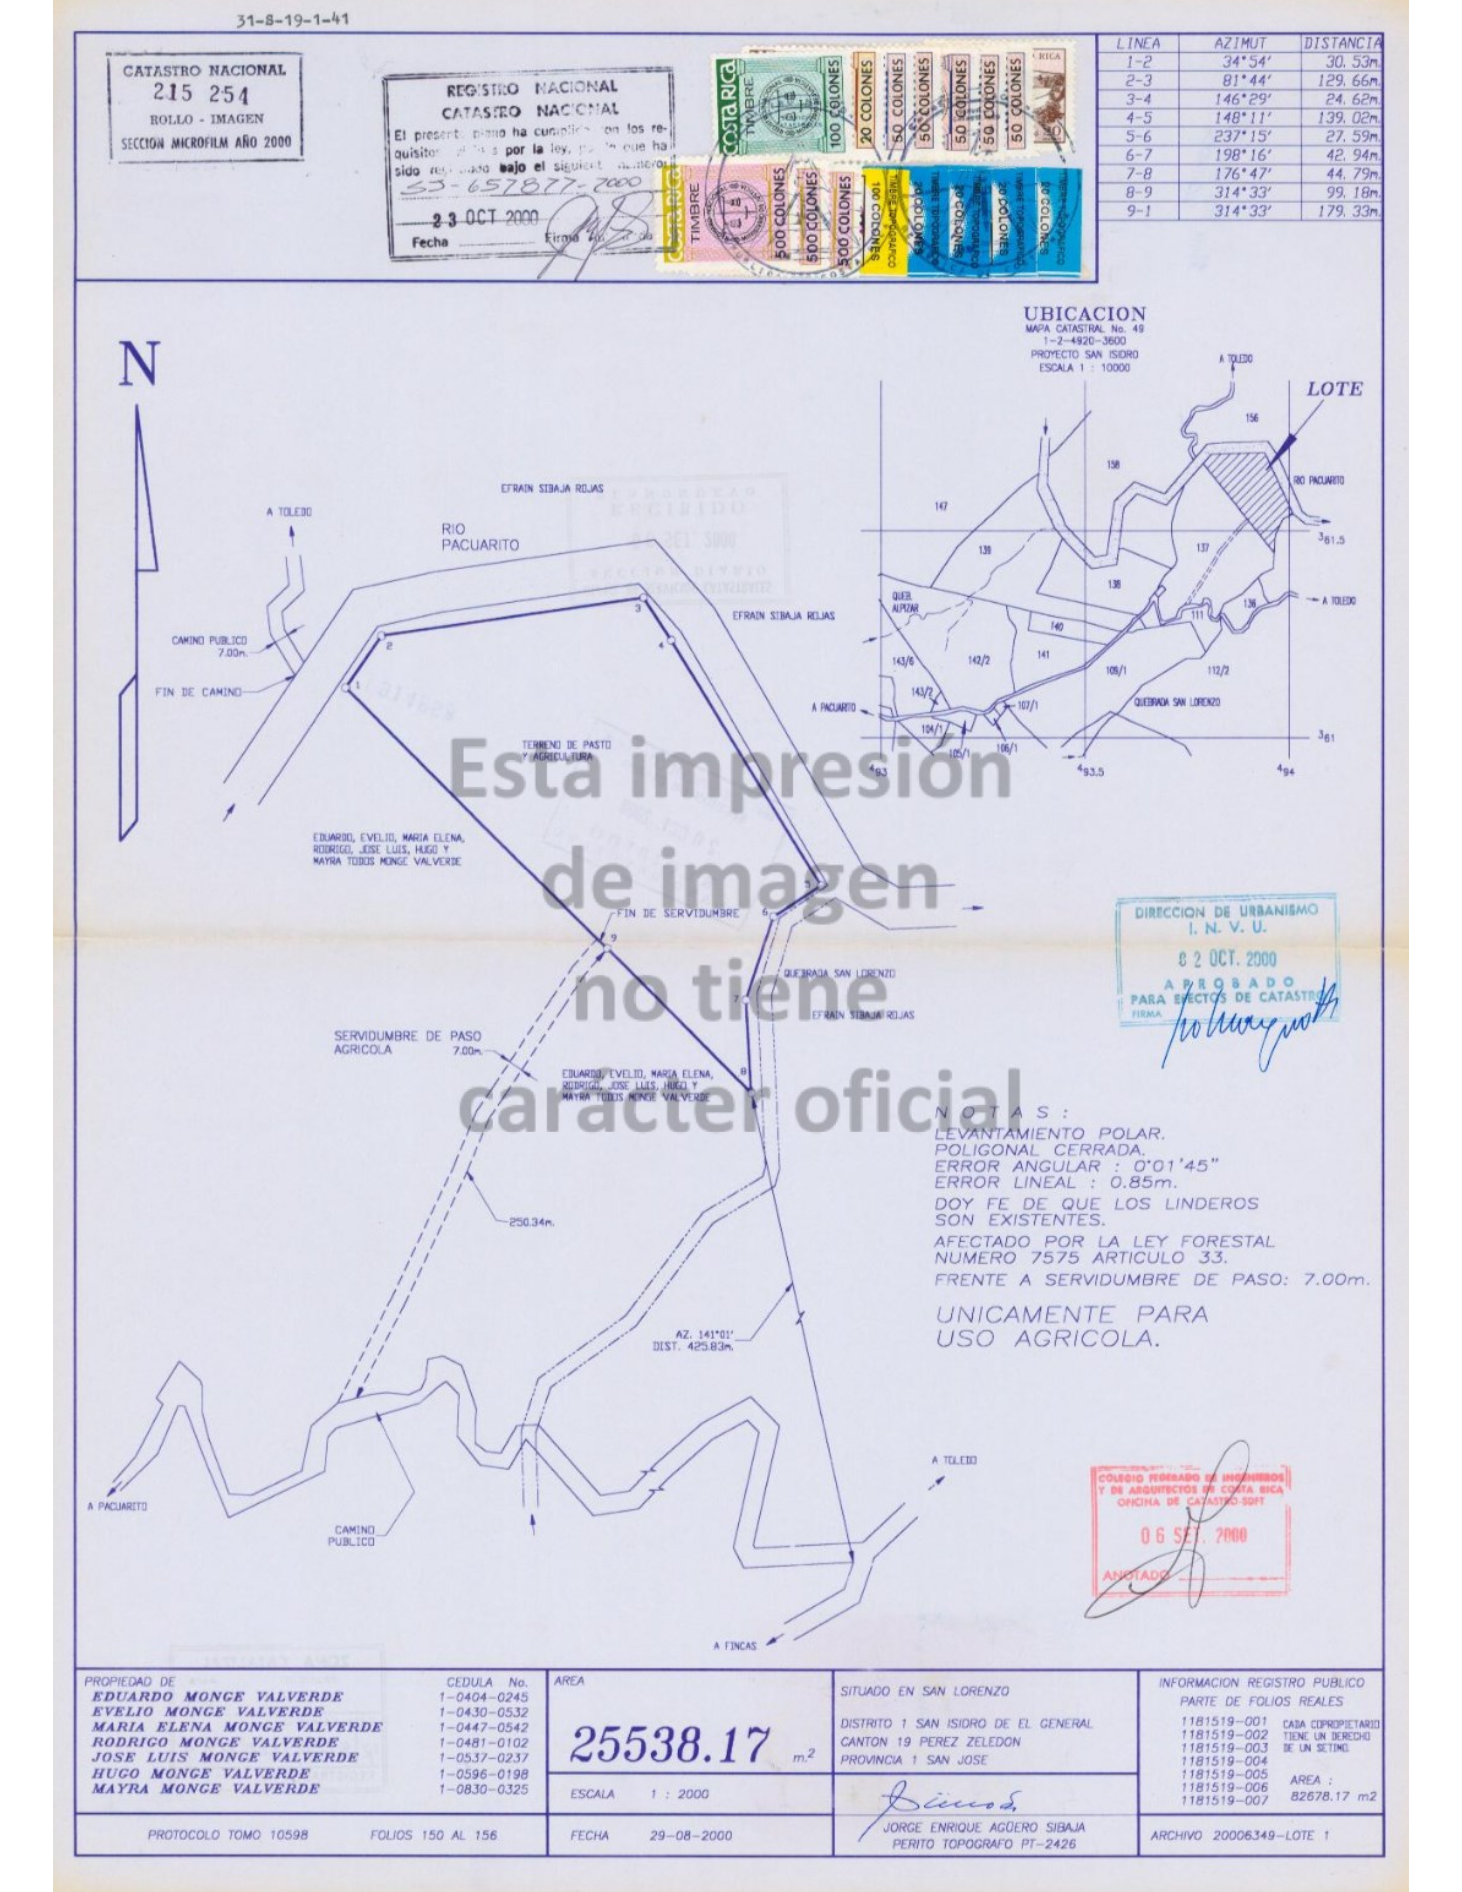 31-8-19-1-41
CATASTRO NACIONAL
215 254
ROLLO - IMAGEN
SECCION MICROFILM AÑO 2000
REGISTRO NACIONAL
CATASTRO NACIONAL
El presente plano ha cumplido con los re-
quisitos por la ley, que ha
sido bajo el siguiente numero:
SJ-657877-2000
23 OCT 2000
Fecha
Firma
COSTA RICA
TIMBRE
100 COLONES
20 COLONES
50 COLONES
50 COLONES
50 COLONES
50 COLONES
50 COLONES
RICA
COSTA RICA
TIMBRE
500 COLONES
500 COLONES
500 COLONES
TIMBRE TOPOGRAFICO
100 COLONES
TIMBRE TOPOGRAFICO
20 COLONES
20 COLONES
TIMBRE TOPOGRAFICO
20 COLONES
20 COLONES
LINEA AZIMUT DISTANCIA
1-2 34°54' 30.53m.
2-3 81°44' 129.66m.
3-4 146°29' 24.62m.
4-5 148°11' 139.02m.
5-6 237°15' 27.59m.
6-7 198°16' 42.94m.
7-8 176°47' 44.79m.
8-9 314°33' 99.18m.
9-1 314°33' 179.33m.
UBICACION
MAPA CATASTRAL No. 49
1-2-4920-3600
PROYECTO SAN ISIDRO
ESCALA 1 : 10000
A TOLEDO
LOTE
156
158
RIO PACUARITO
147
361.5
139
137
138
QUEB.
ALPIZAR
136
A TOLEDO
111
140
143/6
142/2
141
109/1
112/2
143/2
107/1
QUEBRADA SAN LORENZO
A PACUARITO
104/1
105/1
106/1
361
493
493.5
494
N
EFRAIN SIBAJA ROJAS
A TOLEDO
RIO
PACUARITO
EFRAIN SIBAJA ROJAS
CAMINO PUBLICO
7.00m.
FIN DE CAMINO
1
2
3
4
TERRENO DE PASTO
Y AGRICULTURA
Esta impresión
de imagen
no tiene
carácter oficial
EDUARDO, EVELIO, MARIA ELENA,
RODRIGO, JOSE LUIS, HUGO Y
MAYRA TODOS MONGE VALVERDE
5
6
FIN DE SERVIDUMBRE
9
QUEBRADA SAN LORENZO
7
EFRAIN SIBAJA ROJAS
SERVIDUMBRE DE PASO
AGRICOLA 7.00m.
EDUARDO, EVELIO, MARIA ELENA,
RODRIGO, JOSE LUIS, HUGO Y
MAYRA TODOS MONGE VALVERDE
8
250.34m.
AZ. 141°01'
DIST. 425.83m.
A PACUARITO
CAMINO
PUBLICO
A TOLEDO
A FINCAS
DIRECCION DE URBANISMO
I. N. V. U.
02 OCT. 2000
APROBADO
PARA EFECTOS DE CATASTRO
FIRMA
NOTAS :
LEVANTAMIENTO POLAR.
POLIGONAL CERRADA.
ERROR ANGULAR : 0°01'45"
ERROR LINEAL : 0.85m.
DOY FE DE QUE LOS LINDEROS
SON EXISTENTES.
AFECTADO POR LA LEY FORESTAL
NUMERO 7575 ARTICULO 33.
FRENTE A SERVIDUMBRE DE PASO: 7.00m.
UNICAMENTE PARA
USO AGRICOLA.
COLEGIO FEDERADO DE INGENIEROS
Y DE ARQUITECTOS DE COSTA RICA
OFICINA DE CATASTRO-SDFT
06 SET. 2000
ANOTADO
PROPIEDAD DE CEDULA No.
EDUARDO MONGE VALVERDE 1-0404-0245
EVELIO MONGE VALVERDE 1-0430-0532
MARIA ELENA MONGE VALVERDE 1-0447-0542
RODRIGO MONGE VALVERDE 1-0481-0102
JOSE LUIS MONGE VALVERDE 1-0537-0237
HUGO MONGE VALVERDE 1-0596-0198
MAYRA MONGE VALVERDE 1-0830-0325
PROTOCOLO TOMO 10598 FOLIOS 150 AL 156
AREA
25538.17 m.2
ESCALA 1 : 2000
FECHA 29-08-2000
SITUADO EN SAN LORENZO
DISTRITO 1 SAN ISIDRO DE EL GENERAL
CANTON 19 PEREZ ZELEDON
PROVINCIA 1 SAN JOSE
JORGE ENRIQUE AGÜERO SIBAJA
PERITO TOPOGRAFO PT-2426
INFORMACION REGISTRO PUBLICO
PARTE DE FOLIOS REALES
1181519-001 CADA COPROPIETARIO
1181519-002 TIENE UN DERECHO
1181519-003 DE UN SETIMO.
1181519-004
1181519-005 AREA :
1181519-006 82678.17 m2
1181519-007
ARCHIVO 20006349-LOTE 1